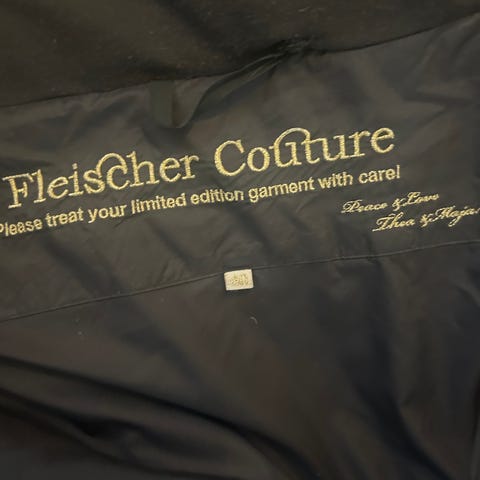 Fleischer Couture
Please treat your limited edition garment with care!
Peace & Love
Thea & Maja